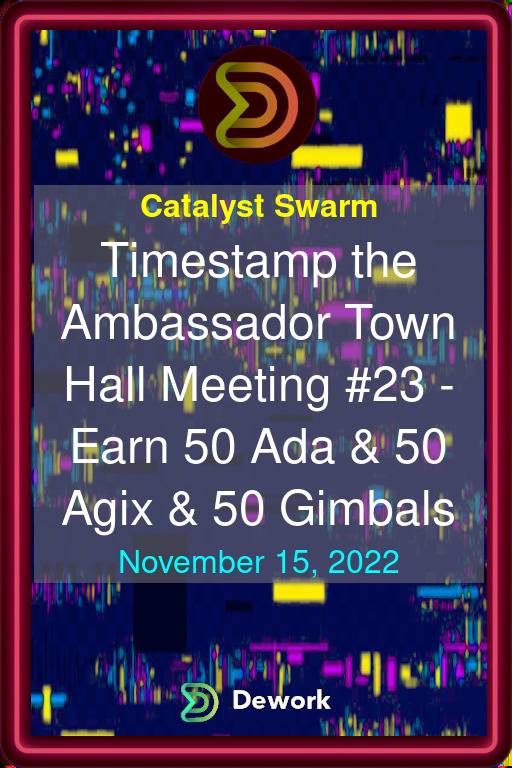 Catalyst Swarm
Timestamp the
Ambassador Town
Hall Meeting #23 -
Earn 50 Ada & 50
Agix & 50 Gimbals
November 15, 2022
Dework